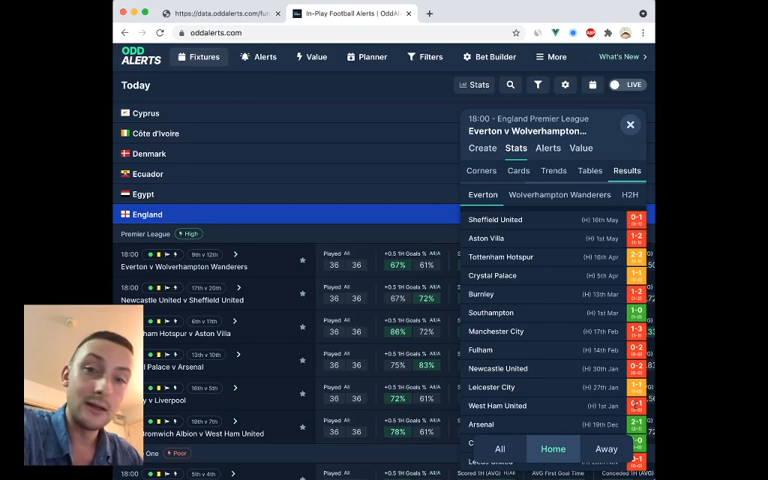 https://data.oddalerts.com/fu
In-Play Football Alerts | OddAl
oddalerts.com
ODD ALERTS
Fixtures
Alerts
Value
Planner
Filters
Bet Builder
More
What's New
Today
Stats
LIVE
Cyprus
Côte d'Ivoire
Denmark
Ecuador
Egypt
England
Premier League High
18:00 9th v 12th
Everton v Wolverhampton Wanderers
Played All
36 36
+0.5 1H Goals % All/A
67% 61%
18:00 17th v 20th
Newcastle United v Sheffield United
36 36
67% 72%
6th v 11th
ham Hotspur v Aston Villa
36 36
86% 72%
13th v 10th
l Palace v Arsenal
36 36
75% 83%
16th v 5th
y v Liverpool
36 36
72% 61%
19th v 7th
Bromwich Albion v West Ham United
36 36
78% 61%
One Poor
18:00 5th v 4th
Played All
+0.5 1H Goals % All/A
AVG First Goal Time
18:00 - England Premier League
Everton v Wolverhampton...
Create Stats Alerts Value
Corners Cards Trends Tables Results
Everton Wolverhampton Wanderers H2H
Sheffield United (H) 16th May 0-1
Aston Villa (H) 1st May 1-2
Tottenham Hotspur (H) 16th Apr 2-2
Crystal Palace (H) 5th Apr 1-1
Burnley (H) 13th Mar 1-2
Southampton (H) 1st Mar 1-0
Manchester City (H) 17th Feb 1-3
Fulham (H) 14th Feb 0-2
Newcastle United (H) 30th Jan 0-2
Leicester City (H) 27th Jan 1-1
West Ham United (H) 1st Jan 0-1
Arsenal (H) 19th Dec 2-1
All Home Away